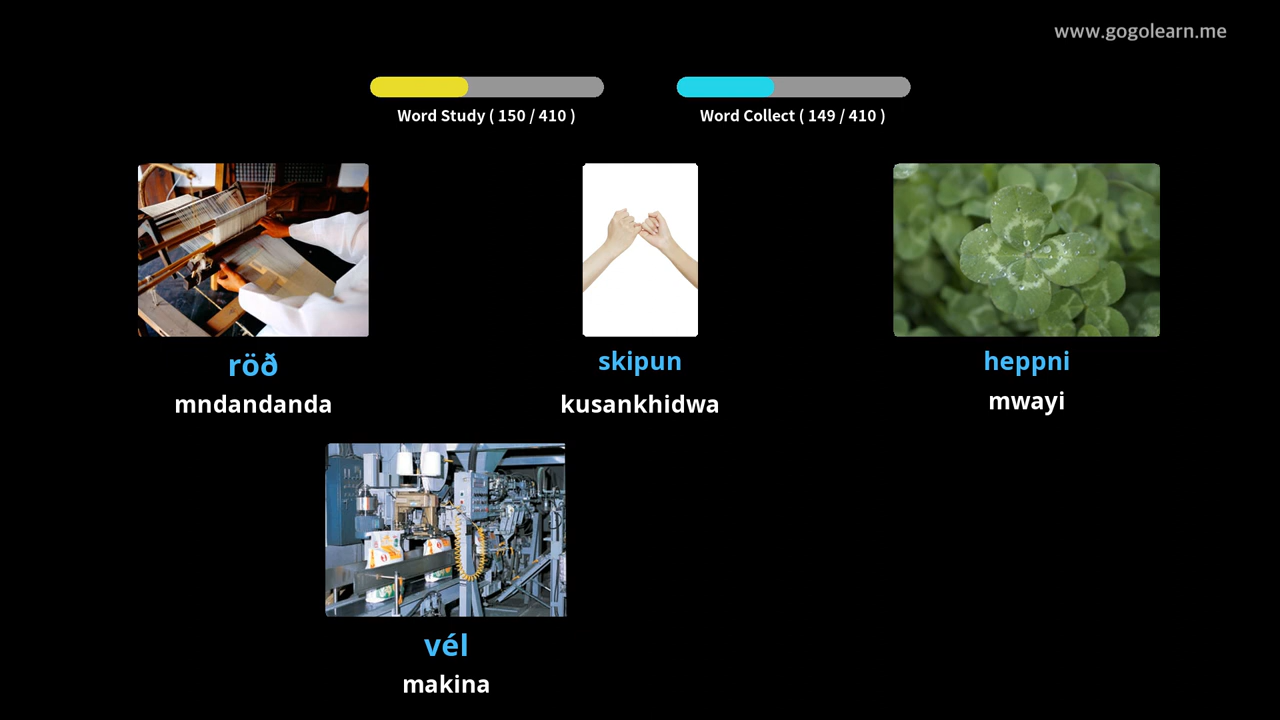 www.gogolearn.me
Word Study ( 150 / 410 )
Word Collect ( 149 / 410 )
röð
mndandanda
skipun
kusankhidwa
heppni
mwayi
vél
makina